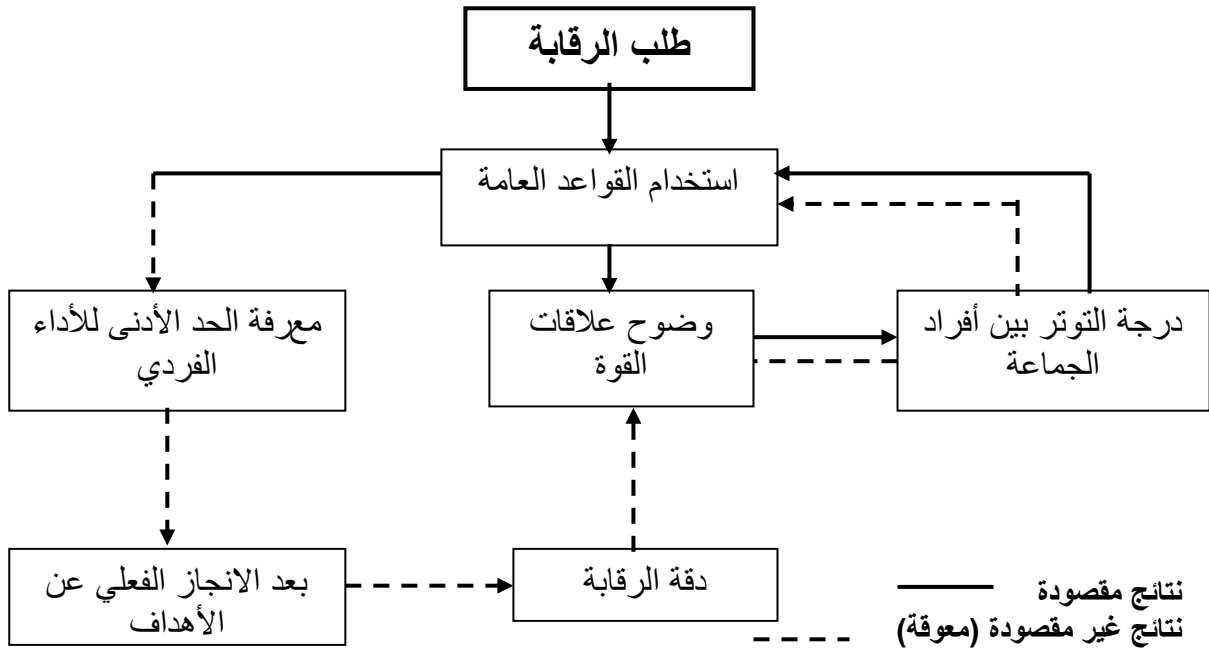 طلب الرقابة
استخدام القواعد العامة
درجة التوتر بين أفراد
الجماعة
وضوح علاقات
القوة
معرفة الحد الأدنى للأداء
الفردي
دقة الرقابة
بعد الانجاز الفعلي عن
الأهداف
نتائج مقصودة
نتائج غير مقصودة (معوقة)